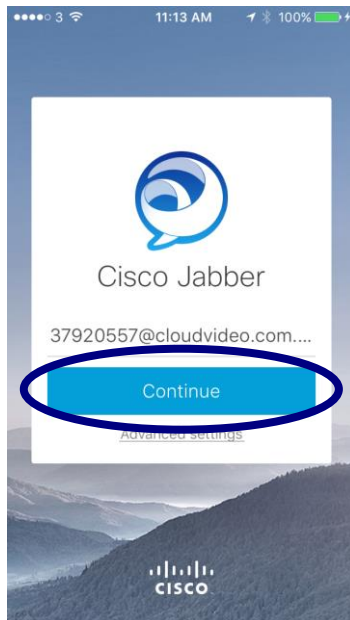 3 11:13 AM 100%
Cisco Jabber
37920557@cloudvideo.com....
Continue
Advanced settings
CISCO